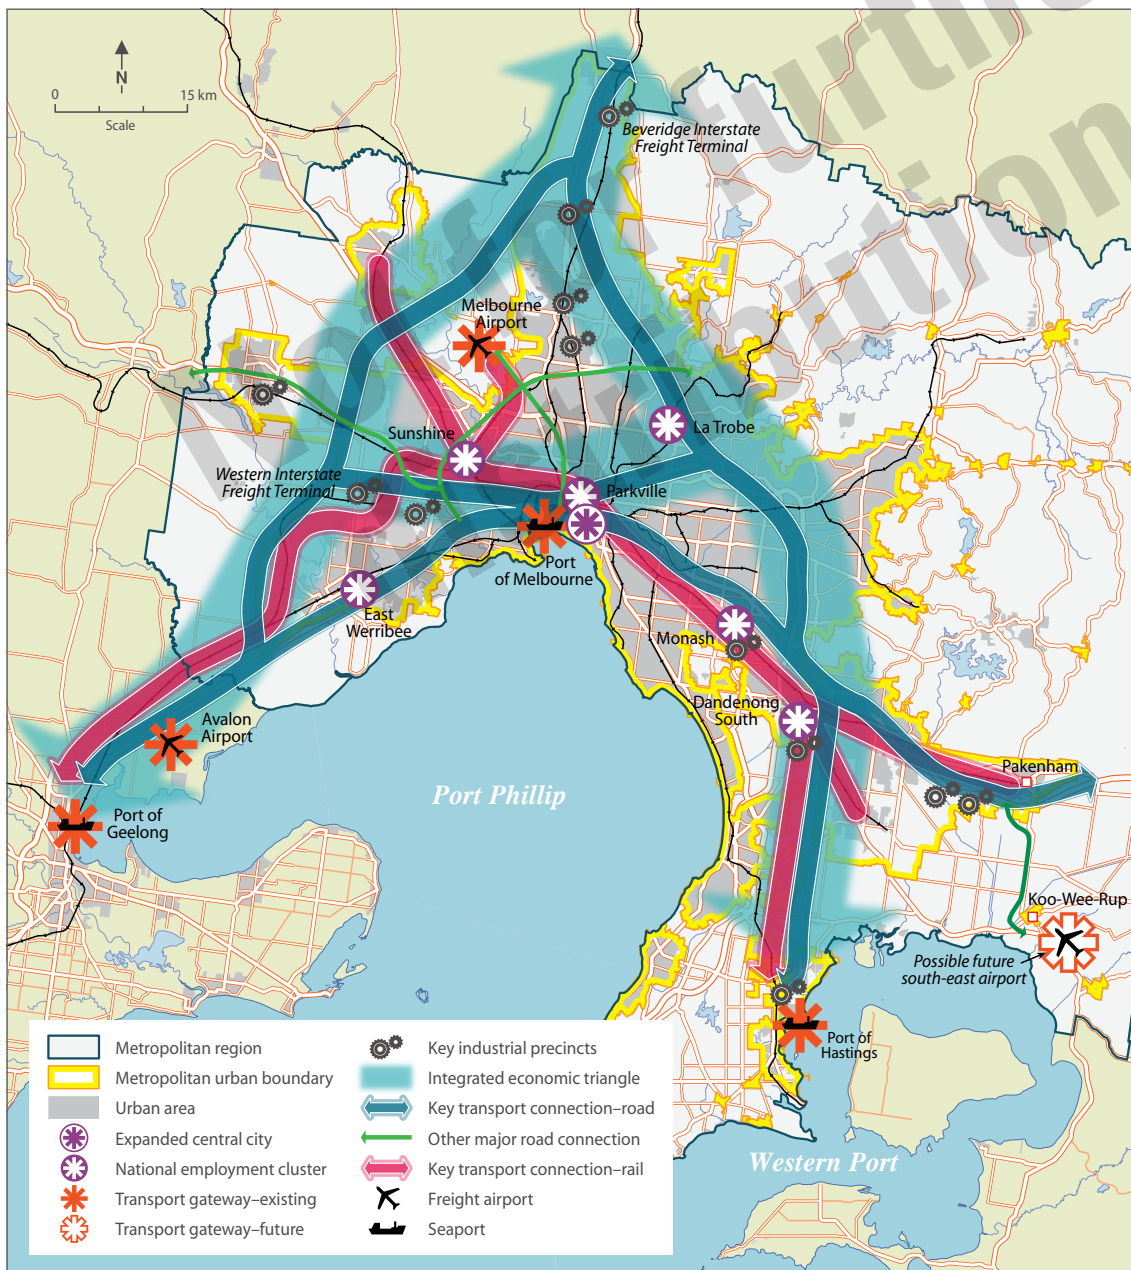 N
0 15 km
Scale
Beveridge Interstate
Freight Terminal
Melbourne
Airport
Sunshine
La Trobe
Western Interstate
Freight Terminal
Parkville
Port
of Melbourne
East
Werribee
Monash
Dandenong
South
Avalon
Airport
Pakenham
Port Phillip
Port of
Geelong
Koo-Wee-Rup
Possible future
south-east airport
Port of
Hastings
Western Port
Metropolitan region
Metropolitan urban boundary
Urban area
Expanded central city
National employment cluster
Transport gateway–existing
Transport gateway–future
Key industrial precincts
Integrated economic triangle
Key transport connection–road
Other major road connection
Key transport connection–rail
Freight airport
Seaport